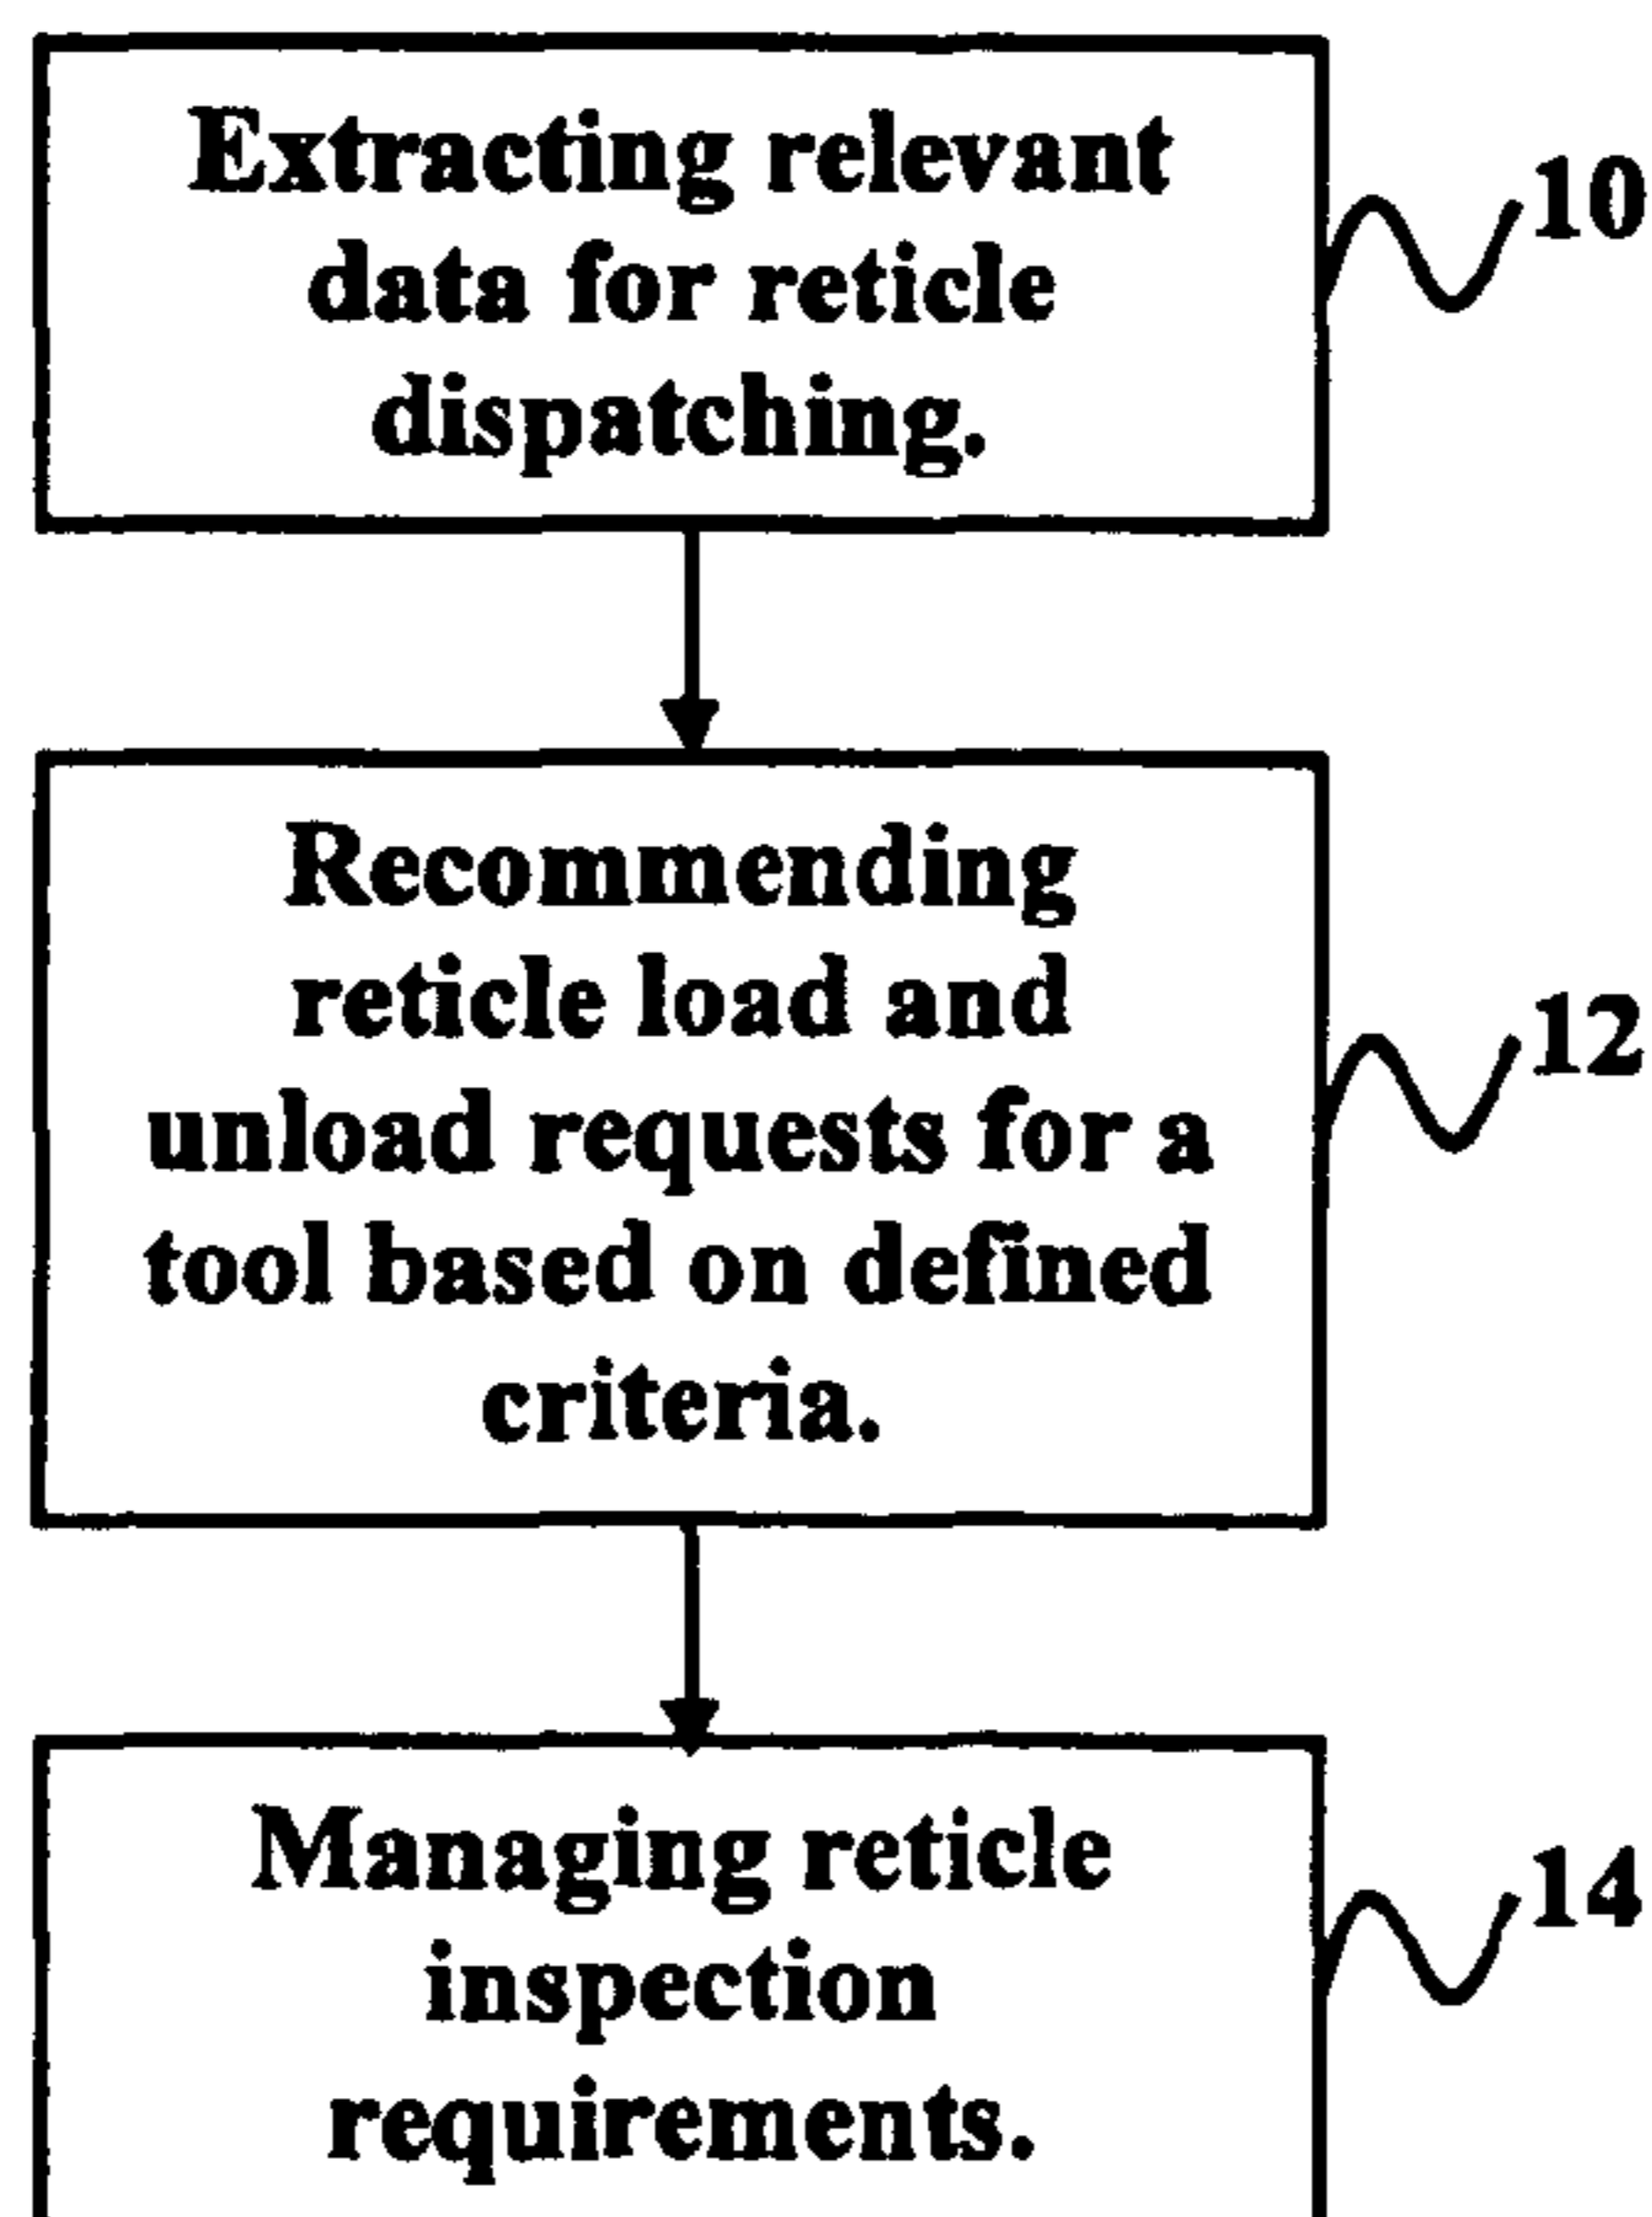 Extracting relevant
data for reticle
dispatching.
10
Recommending
reticle load and
unload requests for a
tool based on defined
criteria.
12
Managing reticle
inspection
requirements.
14